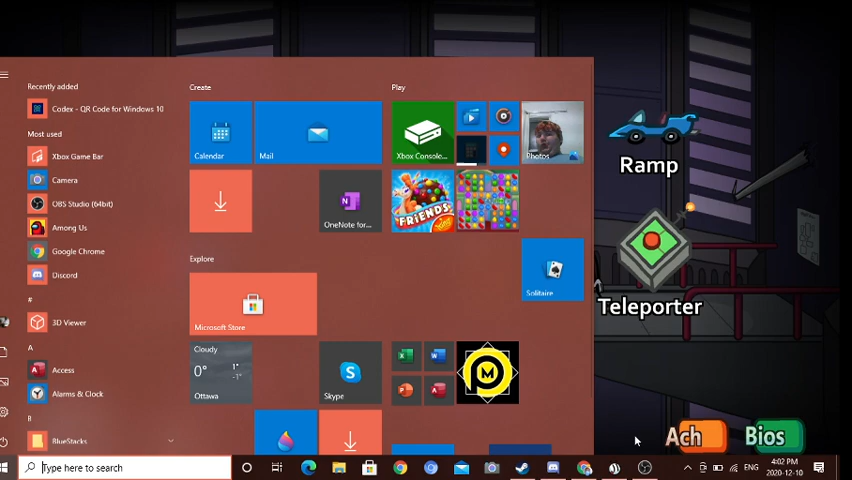 Recently added
Codex - QR Code for Windows 10
Most used
Xbox Game Bar
Camera
OBS Studio (64bit)
Among Us
Google Chrome
Discord
#
3D Viewer
A
Access
Alarms & Clock
B
BlueStacks
Create
Calendar
Mail
OneNote for...
Explore
Microsoft Store
Cloudy
0°
1°
-1°
Ottawa
Skype
Play
Xbox Console...
Photos
FRIENDS
Solitaire
Ramp
Teleporter
Ach
Bios
Type here to search
ENG
4:02 PM
2020-12-10